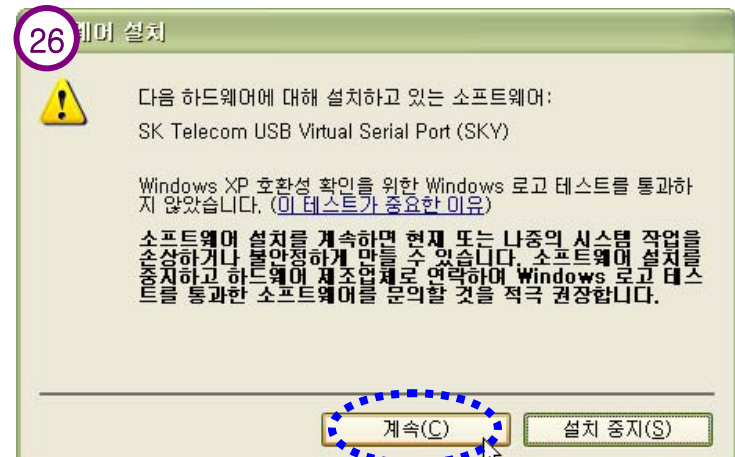 26
웨어 설치
다음 하드웨어에 대해 설치하고 있는 소프트웨어:
SK Telecom USB Virtual Serial Port (SKY)
Windows XP 호환성 확인을 위한 Windows 로고 테스트를 통과하
지 않았습니다. (이 테스트가 중요한 이유)
소프트웨어 설치를 계속하면 현재 또는 나중의 시스템 작업을
손상하거나 불안정하게 만들 수 있습니다. 소프트웨어 설치를
중지하고 하드웨어 제조업체로 연락하여 Windows 로고 테스
트를 통과한 소프트웨어를 문의할 것을 적극 권장합니다.
계속(C)
설치 중지(S)